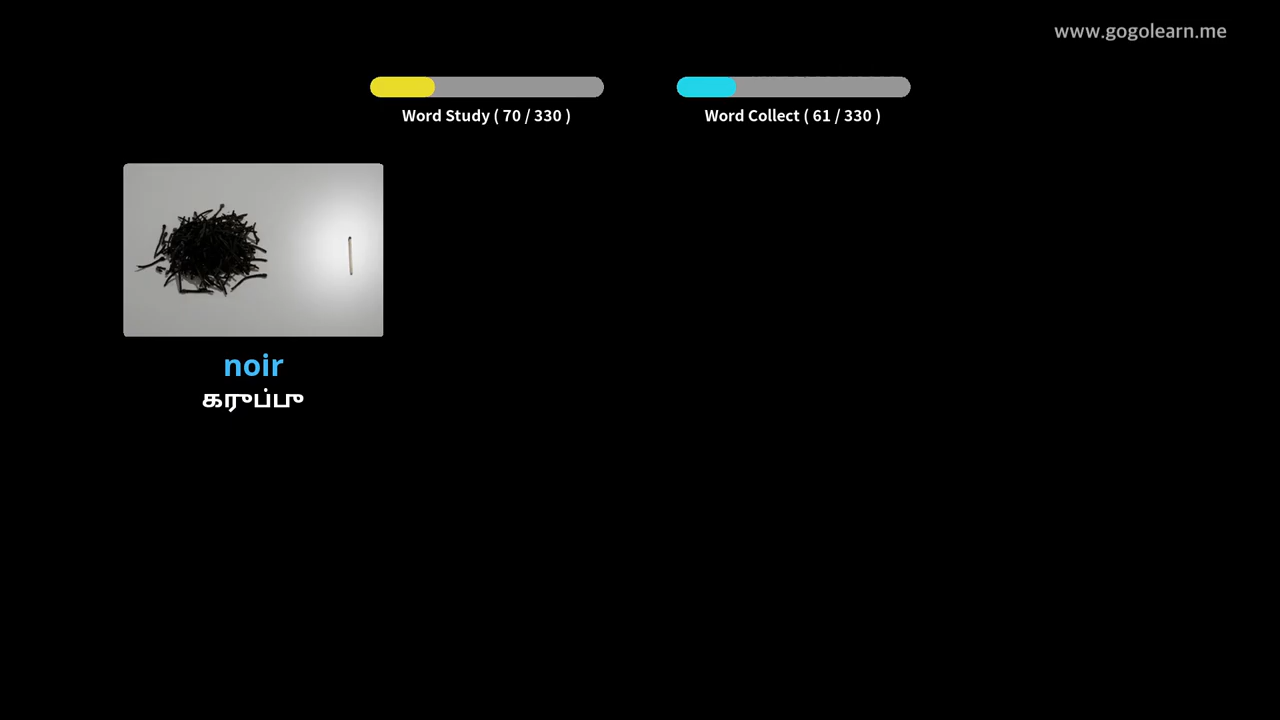 www.gogolearn.me
Word Study ( 70 / 330 )
Word Collect ( 61 / 330 )
noir
கருப்பு